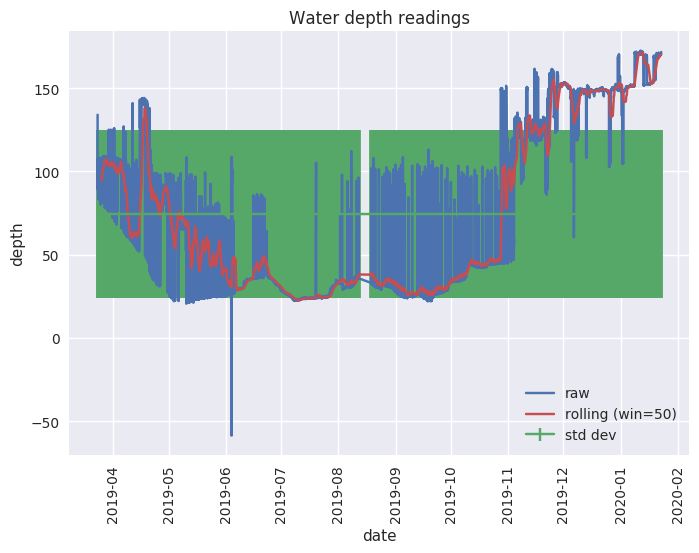 Water depth readings
depth
150
100
50
0
−50
raw
rolling (win=50)
std dev
2019-04
2019-05
2019-06
2019-07
2019-08
2019-09
2019-10
2019-11
2019-12
2020-01
2020-02
date